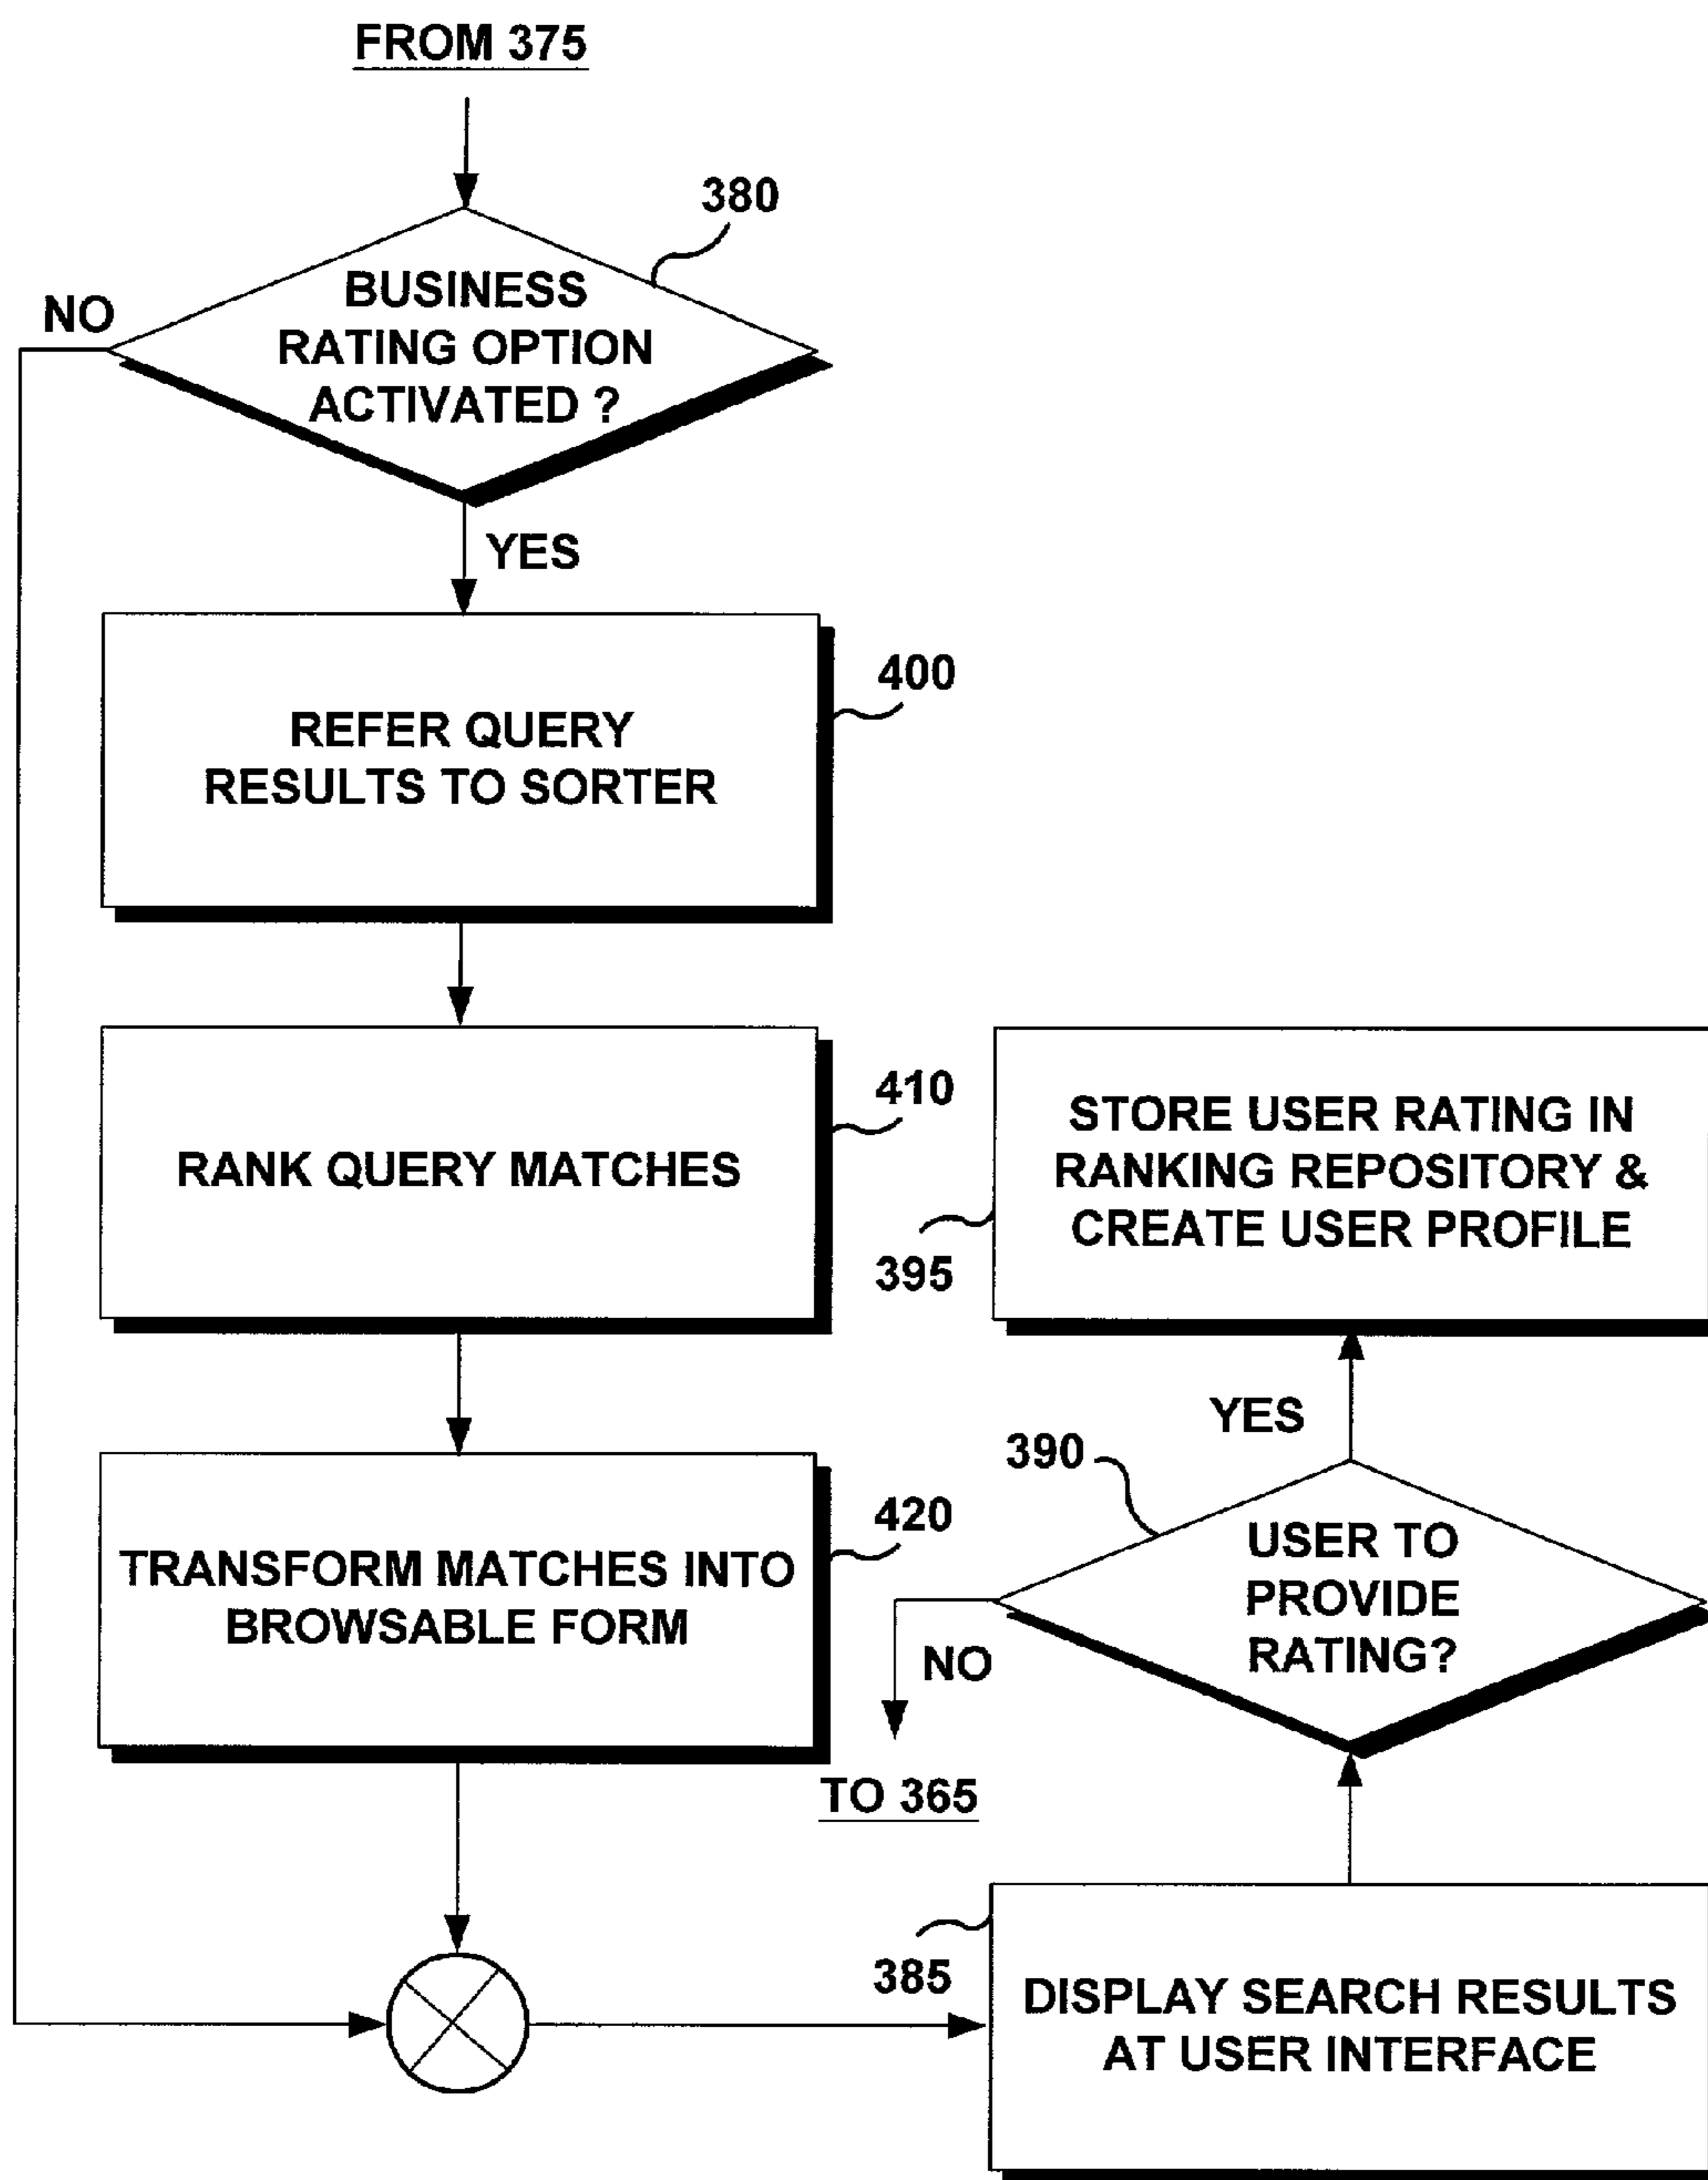 FROM 375
380
BUSINESS
RATING OPTION
ACTIVATED ?
NO
YES
400
REFER QUERY
RESULTS TO SORTER
410
RANK QUERY MATCHES
420
TRANSFORM MATCHES INTO
BROWSABLE FORM
385
DISPLAY SEARCH RESULTS
AT USER INTERFACE
390
USER TO
PROVIDE
RATING?
NO
TO 365
YES
395
STORE USER RATING IN
RANKING REPOSITORY &
CREATE USER PROFILE